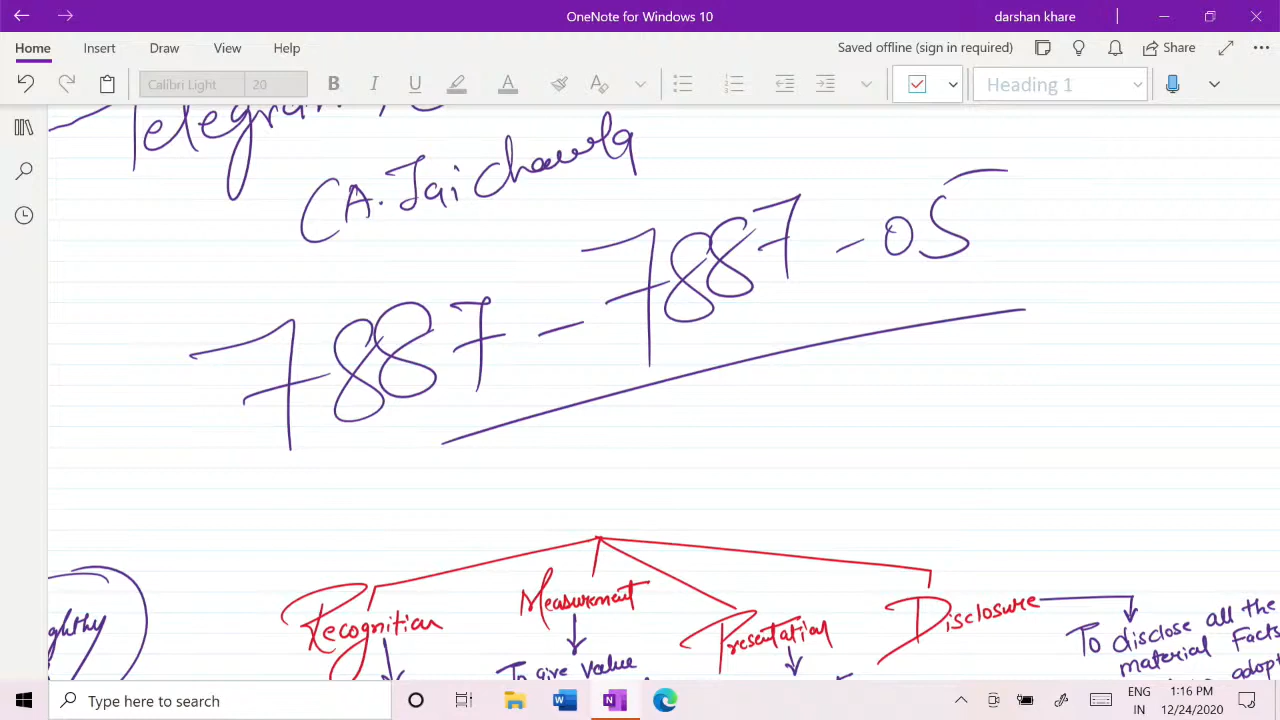 OneNote for Windows 10
darshan khare
Home Insert Draw View Help
Saved offline (sign in required)
Share
Calibri Light 20
B I U A
Heading 1
Telegram,
CA. Jai Chawla
7887 - 7887 - 05
Recognition Measurement Presentation Disclosure
To give value
To disclose all the
material Facts
adopt
Type here to search
ENG
IN
1:16 PM
12/24/2020